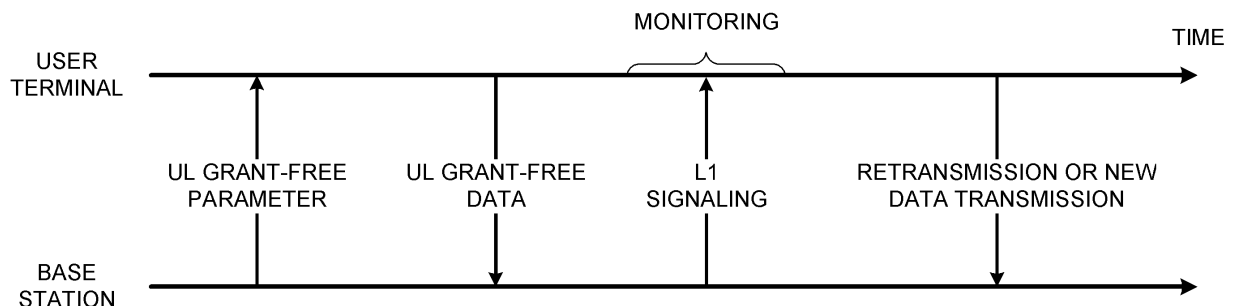 MONITORING
TIME
USER
TERMINAL
UL GRANT-FREE
PARAMETER
UL GRANT-FREE
DATA
L1
SIGNALING
RETRANSMISSION OR NEW
DATA TRANSMISSION
BASE
STATION